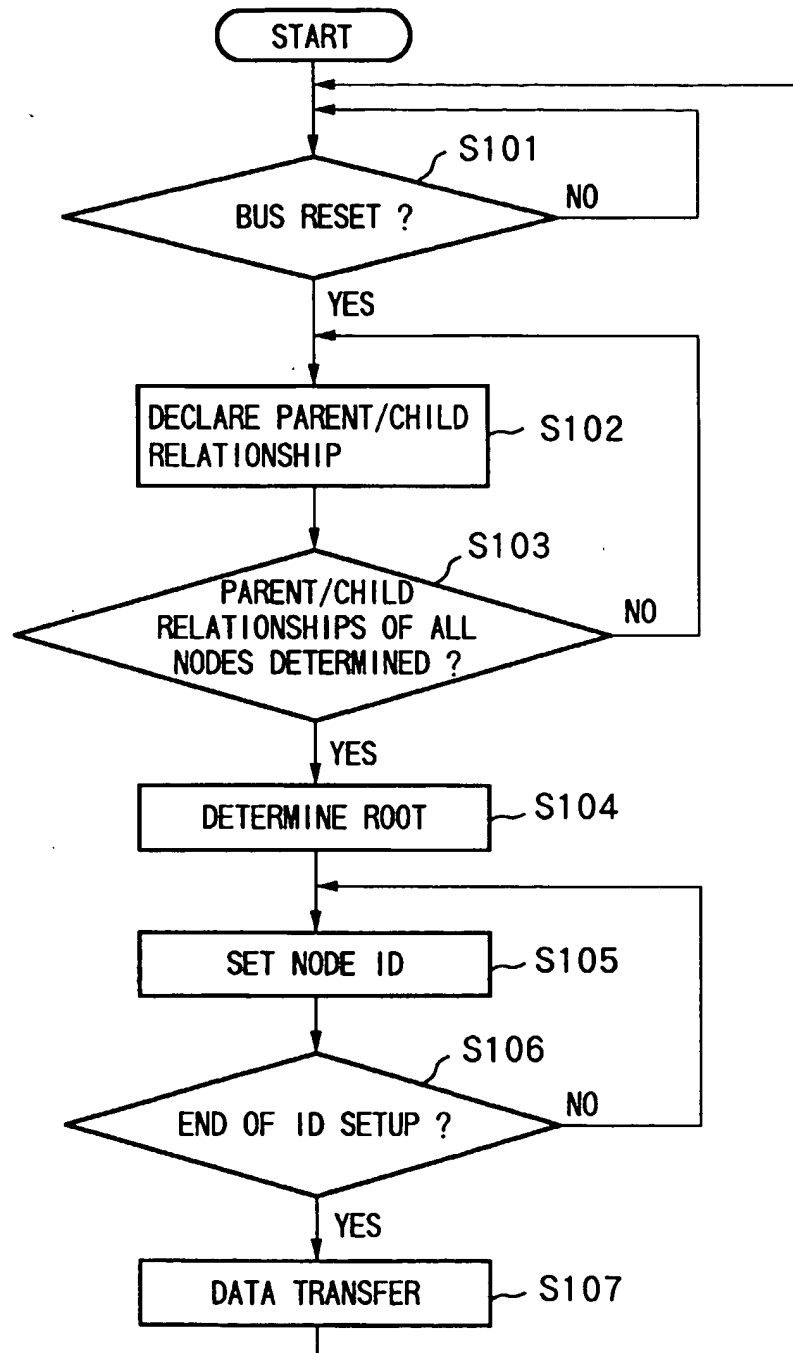 START
S101
BUS RESET ?
NO
YES
DECLARE PARENT/CHILD
RELATIONSHIP
S102
S103
PARENT/CHILD
RELATIONSHIPS OF ALL
NODES DETERMINED ?
NO
YES
DETERMINE ROOT
S104
SET NODE ID
S105
S106
END OF ID SETUP ?
NO
YES
DATA TRANSFER
S107